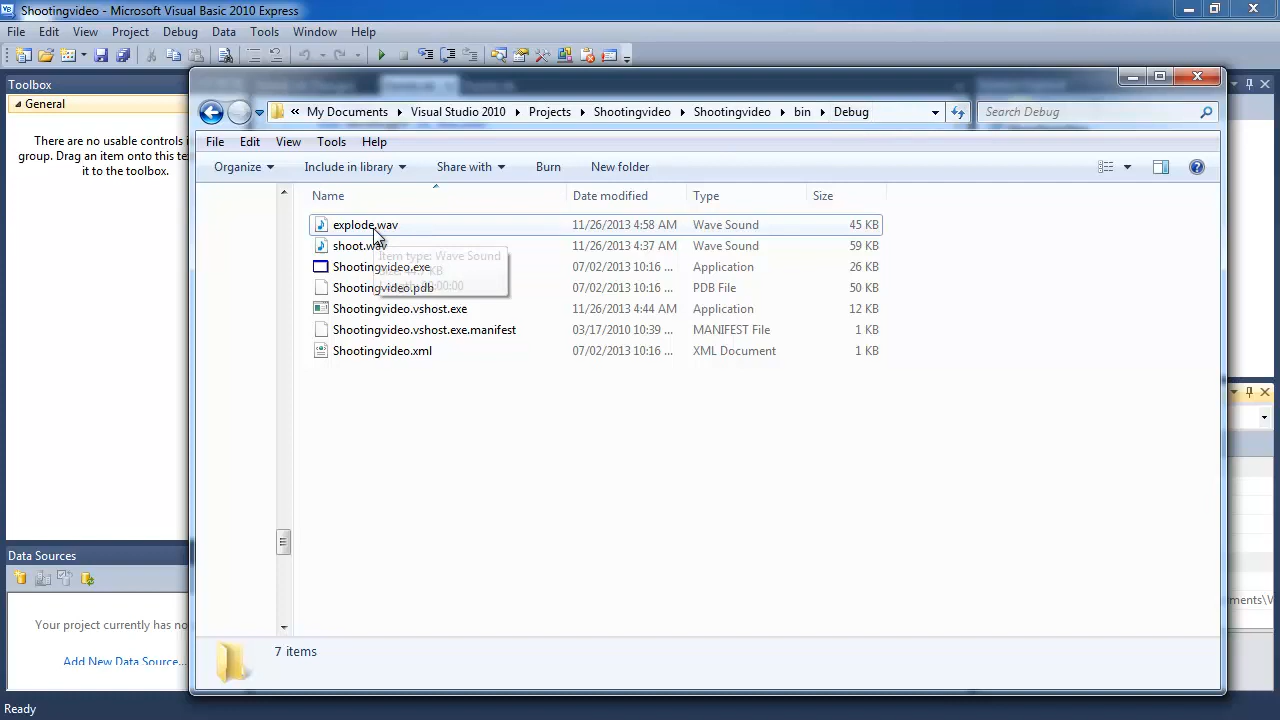 Shootingvideo - Microsoft Visual Basic 2010 Express
File Edit View Project Debug Data Tools Window Help
Toolbox
General
There are no usable controls i
group. Drag an item onto this te
it to the toolbox.
« My Documents Visual Studio 2010 Projects Shootingvideo Shootingvideo bin Debug
Search Debug
File Edit View Tools Help
Organize Include in library Share with Burn New folder
Name Date modified Type Size
explode.wav 11/26/2013 4:58 AM Wave Sound 45 KB
shoot.wav 11/26/2013 4:37 AM Wave Sound 59 KB
Item type: Wave Sound
Shootingvideo.exe 07/02/2013 10:16 ... Application 26 KB
Shootingvideo.pdb 07/02/2013 10:16 ... PDB File 50 KB
Shootingvideo.vshost.exe 11/26/2013 4:44 AM Application 12 KB
Shootingvideo.vshost.exe.manifest 03/17/2010 10:39 ... MANIFEST File 1 KB
Shootingvideo.xml 07/02/2013 10:16 ... XML Document 1 KB
7 items
Data Sources
Your project currently has no
Add New Data Source...
ments\V
Ready